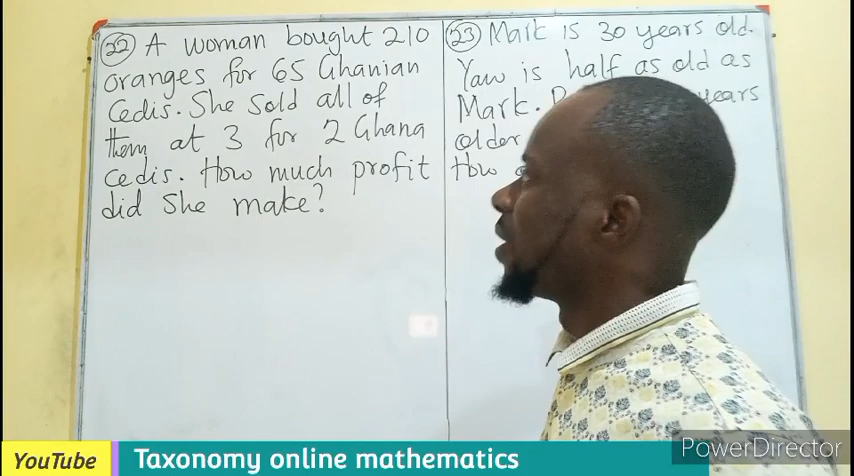 22 A woman bought 210
oranges for 65 Ghanian
Cedis. She sold all of
them at 3 for 2 Ghana
Cedis. How much profit
did she make?
23 Mark is 30 years old.
Yaw is half as old as
Mark. years
older
How
YouTube Taxonomy online mathematics
PowerDirector